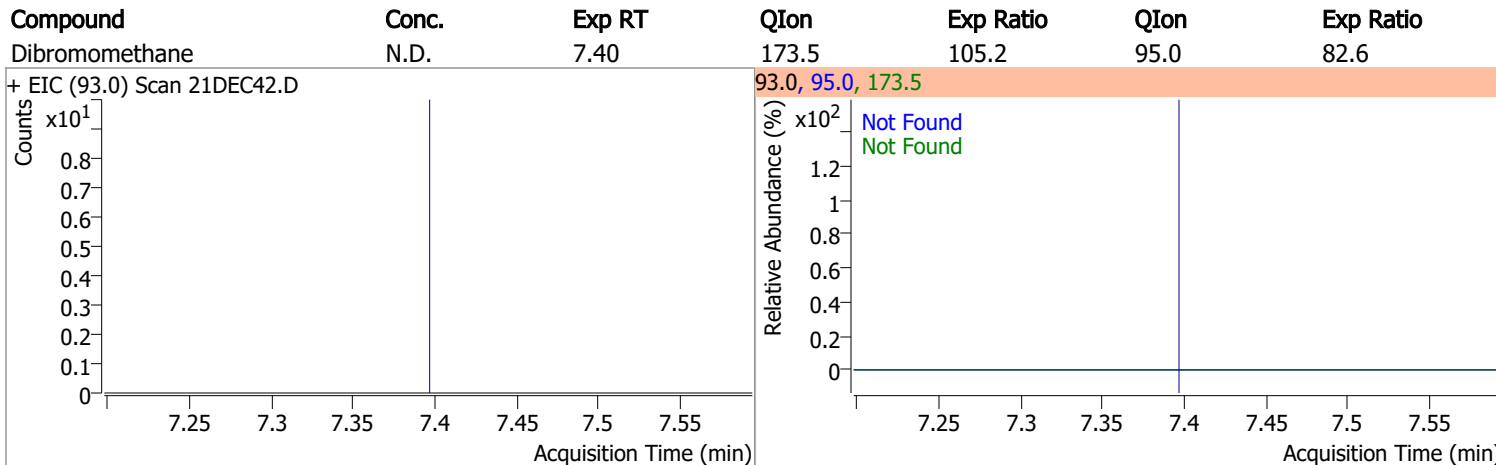 Compound Conc. Exp RT QIon Exp Ratio QIon Exp Ratio
Dibromomethane N.D. 7.40 173.5 105.2 95.0 82.6
+ EIC (93.0) Scan 21DEC42.D
Counts
x10¹
0.8
0.7
0.6
0.5
0.4
0.3
0.2
0.1
0
7.25 7.3 7.35 7.4 7.45 7.5 7.55
Acquisition Time (min)
93.0, 95.0, 173.5
Relative Abundance (%)
x10²
Not Found
Not Found
1.2
1
0.8
0.6
0.4
0.2
0
7.25 7.3 7.35 7.4 7.45 7.5 7.55
Acquisition Time (min)